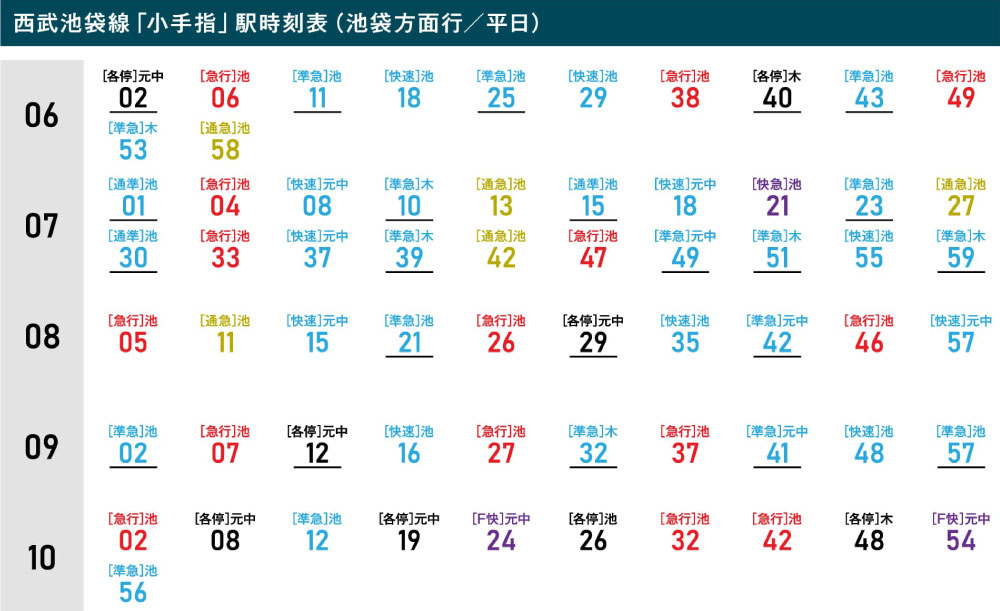 西武池袋線「小手指」駅時刻表（池袋方面行／平日）
06
[各停]元中 [急行]池 [準急]池 [快速]池 [準急]池 [快速]池 [急行]池 [各停]木 [準急]池 [急行]池
02 06 11 18 25 29 38 40 43 49
[準急]木 [通急]池
53 58
07
[通準]池 [急行]池 [快速]元中 [準急]木 [通急]池 [通準]池 [快速]元中 [快急]池 [準急]池 [通急]池
01 04 08 10 13 15 18 21 23 27
[通準]池 [急行]池 [快速]元中 [準急]木 [通急]池 [急行]池 [準急]元中 [準急]木 [快速]池 [準急]木
30 33 37 39 42 47 49 51 55 59
08
[急行]池 [通急]池 [快速]元中 [準急]池 [急行]池 [各停]元中 [快速]池 [準急]元中 [急行]池 [快速]元中
05 11 15 21 26 29 35 42 46 57
09
[準急]池 [急行]池 [各停]元中 [快速]池 [急行]池 [準急]木 [急行]池 [準急]元中 [快速]池 [準急]池
02 07 12 16 27 32 37 41 48 57
10
[急行]池 [各停]元中 [準急]池 [各停]元中 [F快]元中 [各停]池 [急行]池 [急行]池 [各停]木 [F快]元中
02 08 12 19 24 26 32 42 48 54
[準急]池
56